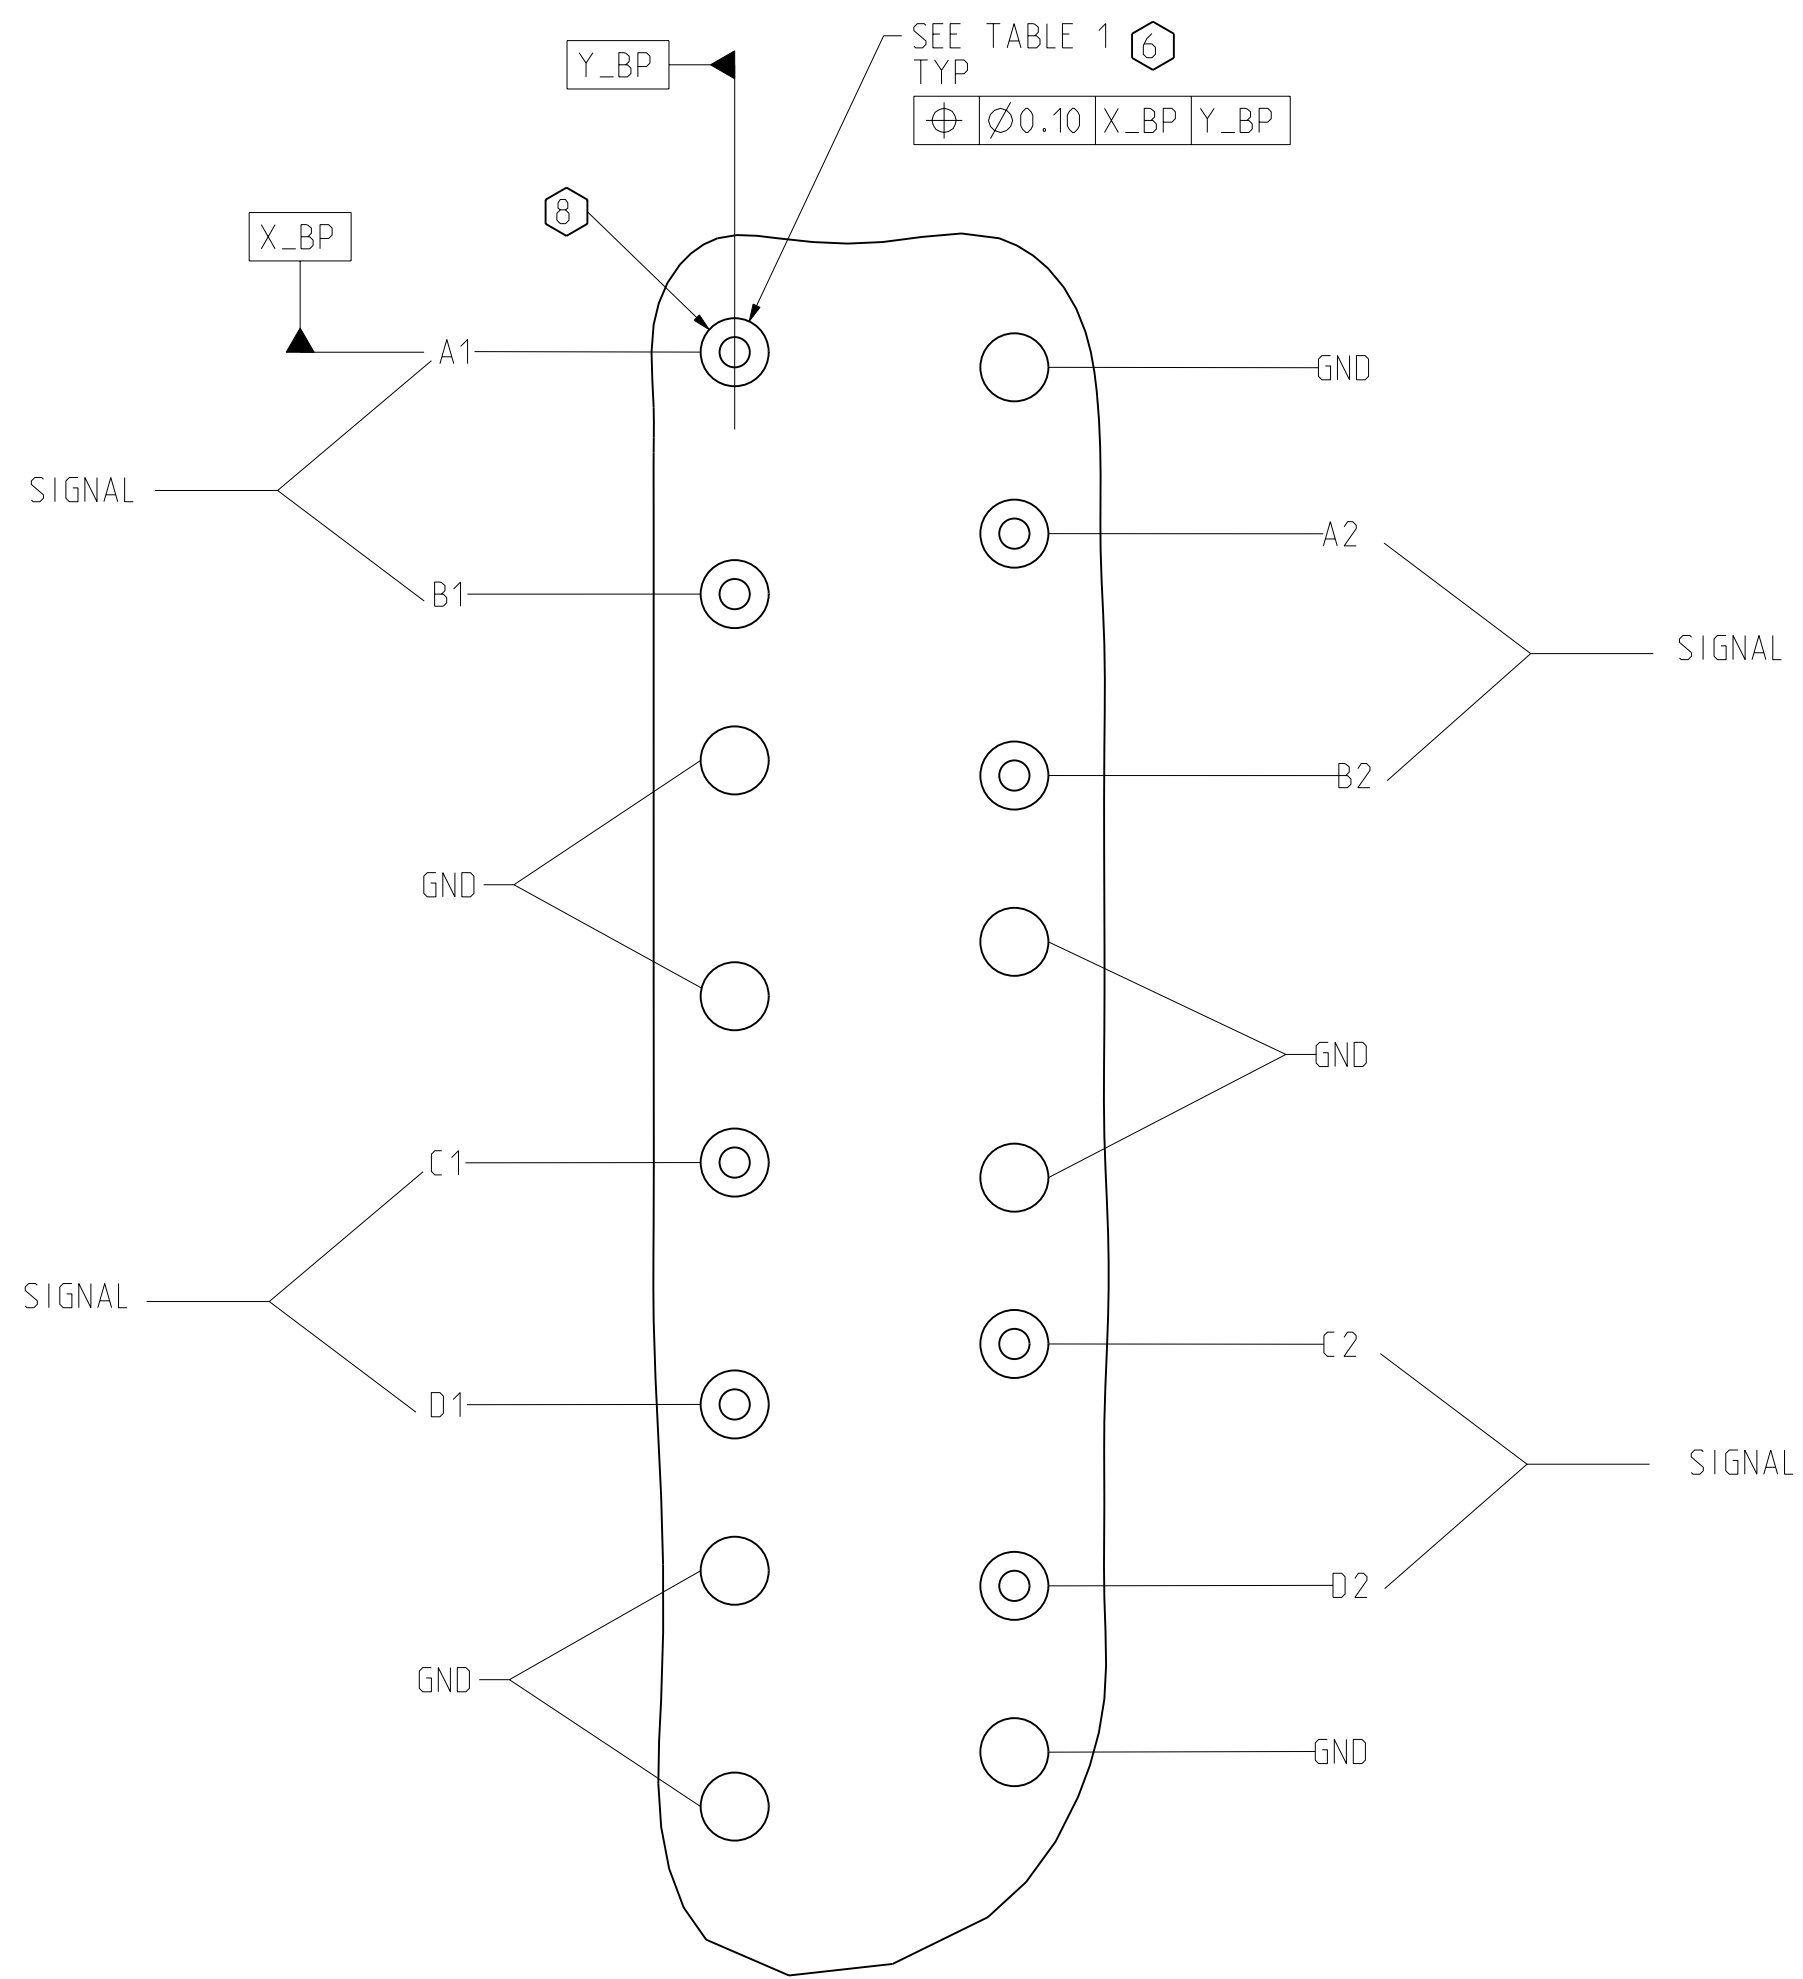 SEE TABLE 1 6
TYP
Y_BP
⌖ Ø0.10 X_BP Y_BP
8
X_BP
A1
GND
SIGNAL
A2
B1
SIGNAL
B2
GND
GND
C1
SIGNAL
C2
D1
SIGNAL
D2
GND
GND